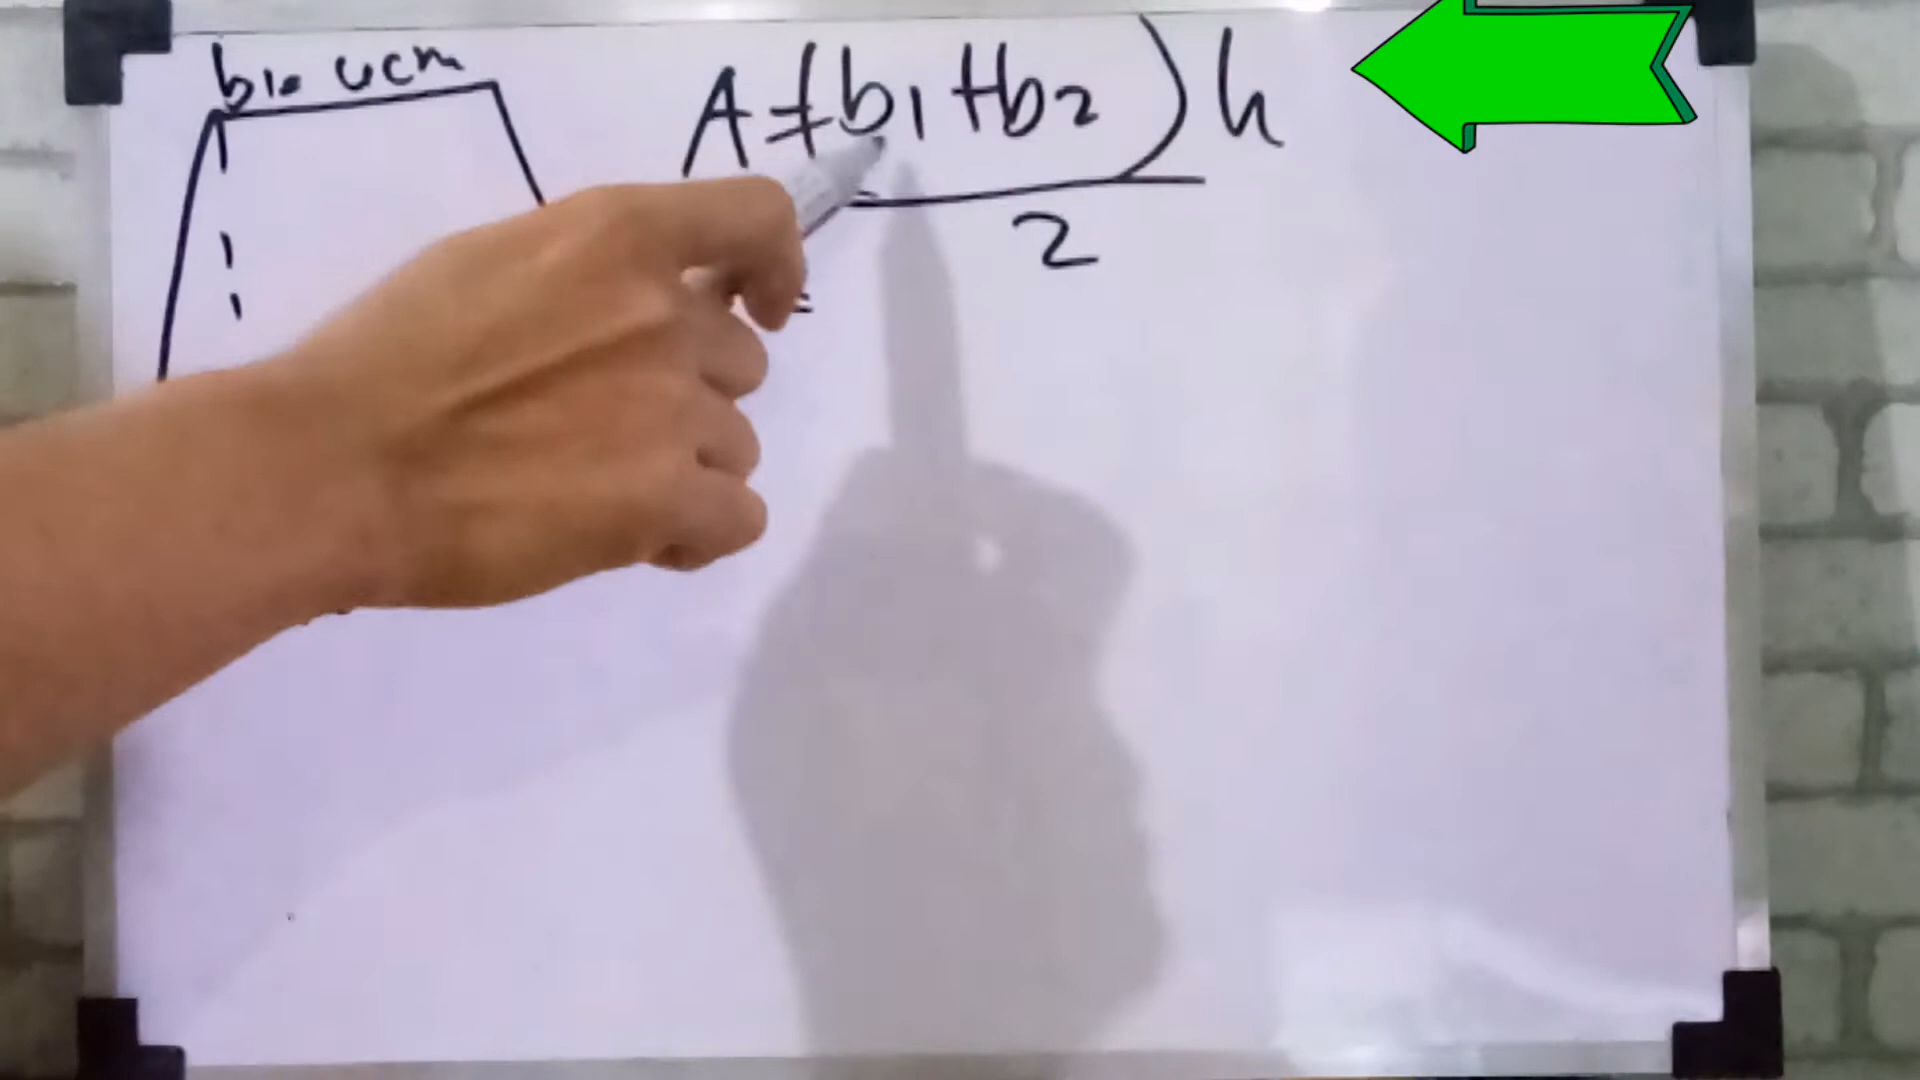 b1= 4cm
A=(b1+b2)h
2
=